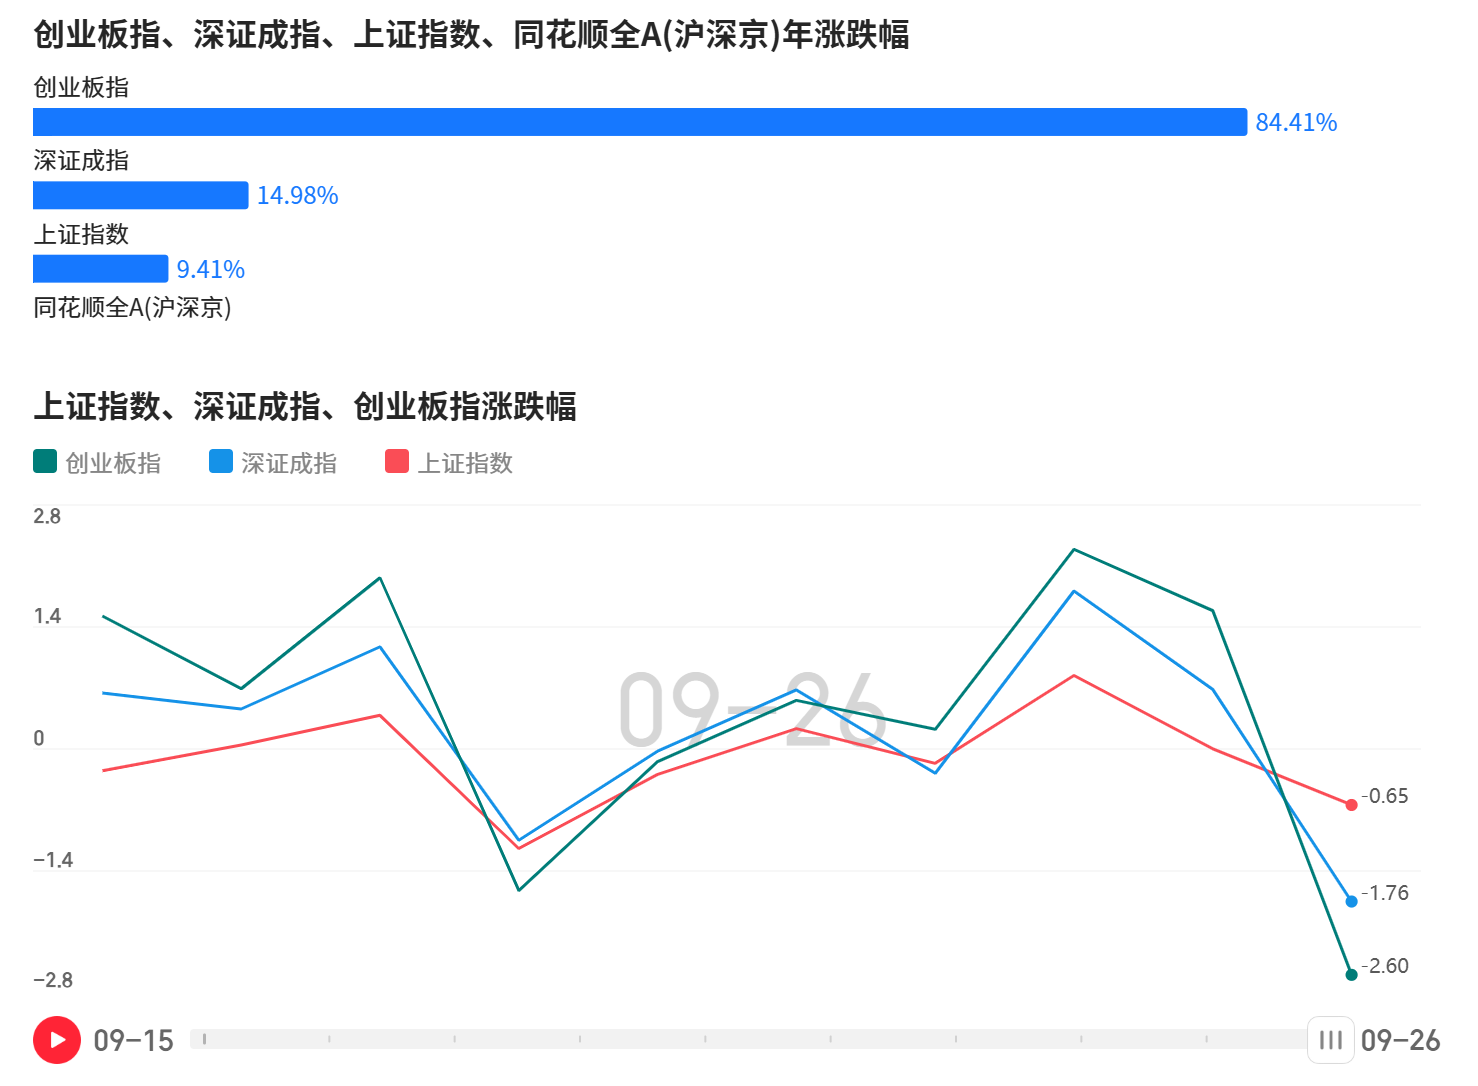 创业板指、深证成指、上证指数、同花顺全A(沪深京)年涨跌幅
创业板指
84.41%
深证成指
14.98%
上证指数
9.41%
同花顺全A(沪深京)
上证指数、深证成指、创业板指涨跌幅
创业板指 深证成指 上证指数
2.8
1.4
09-26
0
-0.65
-1.4
-1.76
-2.60
-2.8
09-15 09-26